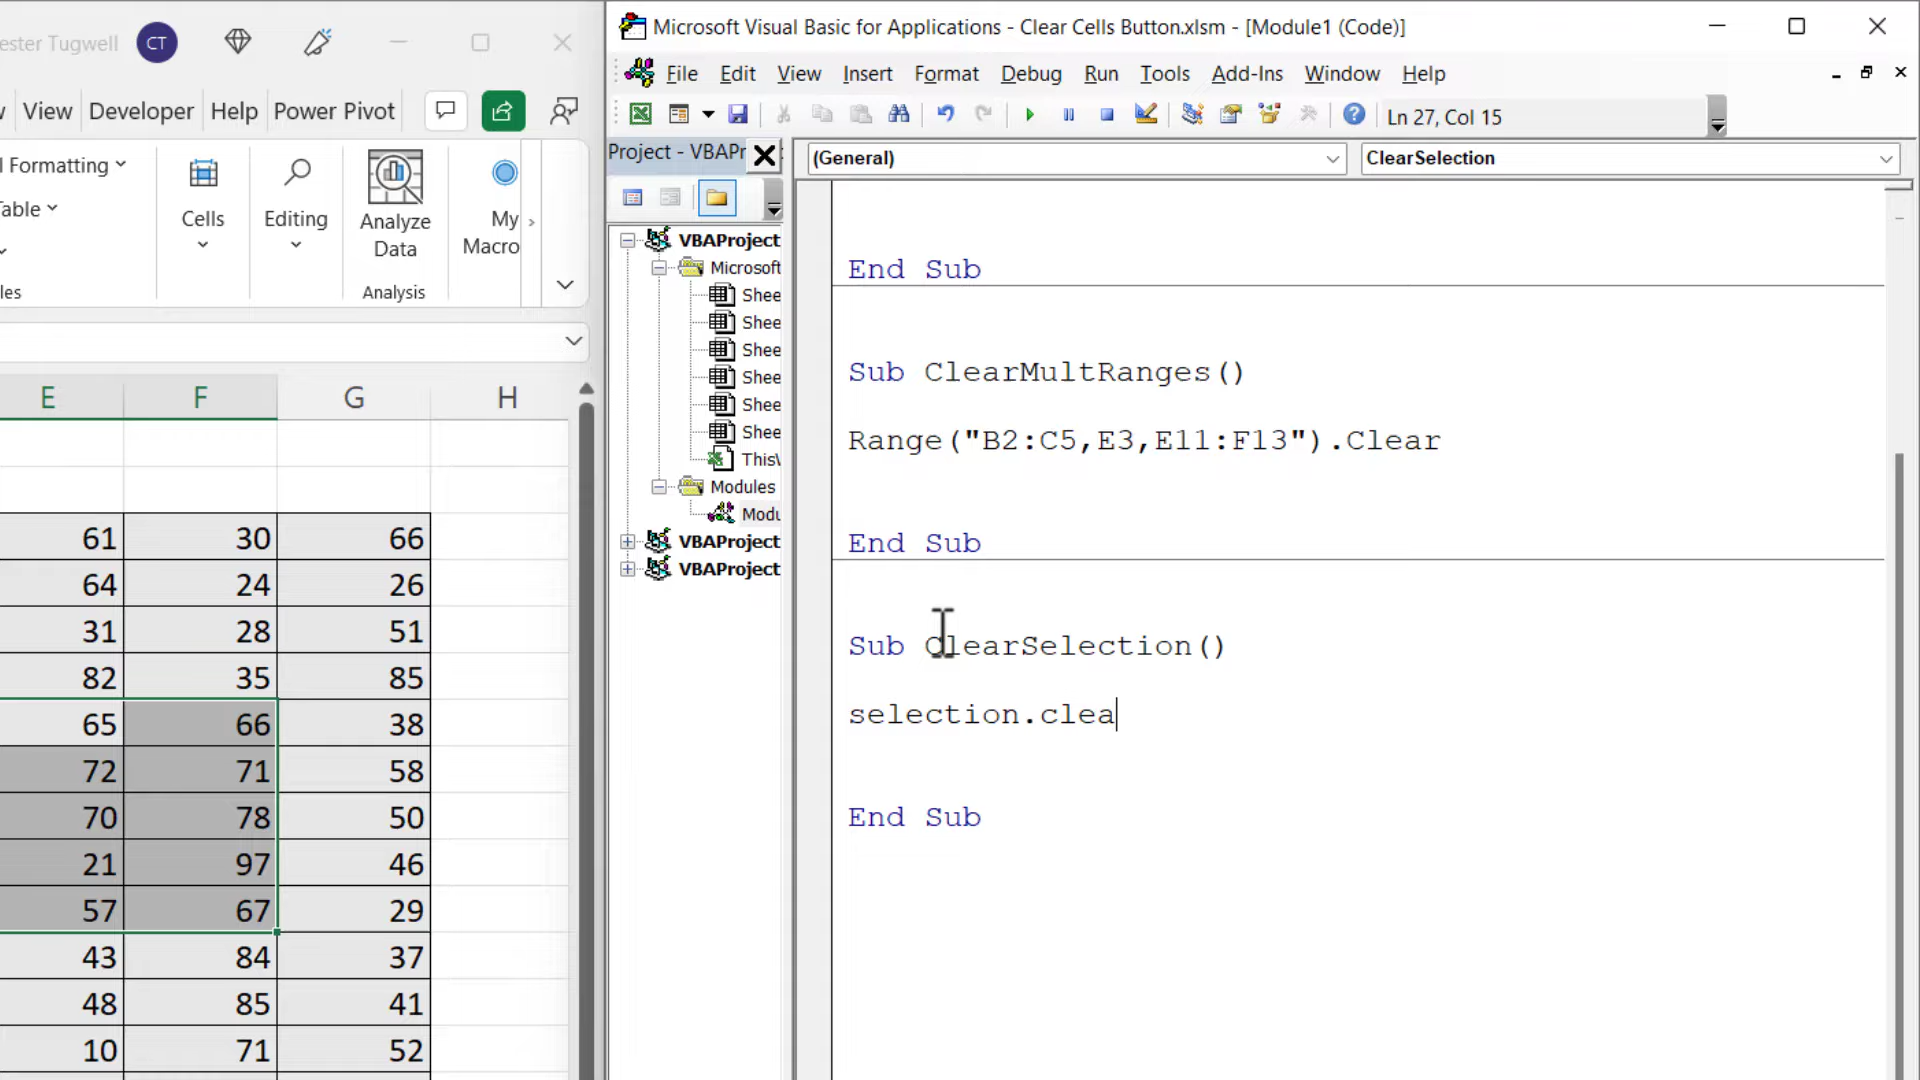 ester Tugwell CT
View Developer Help Power Pivot
l Formatting
Table
les
Cells
Editing
Analyze
Data
Analysis
My
Macro
E F G H
61 30 66
64 24 26
31 28 51
82 35 85
65 66 38
72 71 58
70 78 50
21 97 46
57 67 29
43 84 37
48 85 41
10 71 52
Microsoft Visual Basic for Applications - Clear Cells Button.xlsm - [Module1 (Code)]
File Edit View Insert Format Debug Run Tools Add-Ins Window Help
Ln 27, Col 15
Project - VBAPr
VBAProject
Microsoft
Shee
Shee
Shee
Shee
Shee
Shee
This
Modules
Modu
VBAProject
VBAProject
(General) ClearSelection
End Sub
Sub ClearMultRanges()
Range("B2:C5,E3,E11:F13").Clear
End Sub
Sub ClearSelection()
selection.clea
End Sub